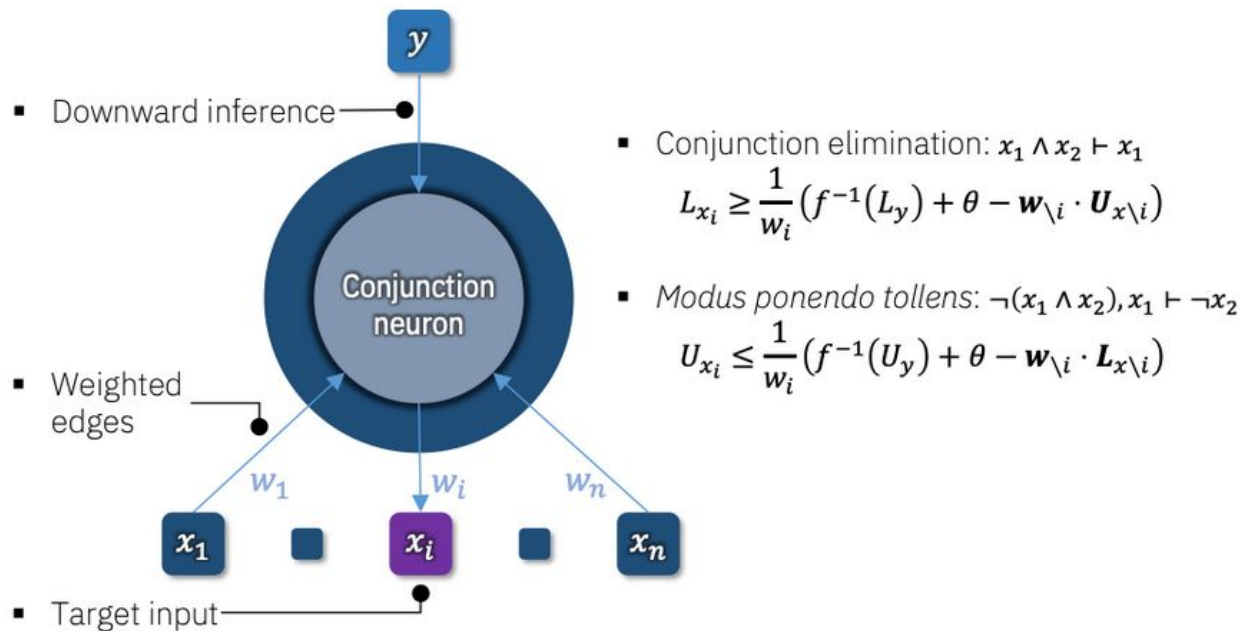 y
▪ Downward inference
▪ Conjunction elimination: x₁ ∧ x₂ ⊢ x₁
L_{x_i} ≥ \frac{1}{w_i}(f^{-1}(L_y) + θ − w_{\i} · U_{x\i})
Conjunction
neuron
▪ Modus ponendo tollens: ¬(x₁ ∧ x₂), x₁ ⊢ ¬x₂
U_{x_i} ≤ \frac{1}{w_i}(f^{-1}(U_y) + θ − w_{\i} · L_{x\i})
▪ Weighted
edges
w₁ w_i w_n
x₁ x_i x_n
▪ Target input